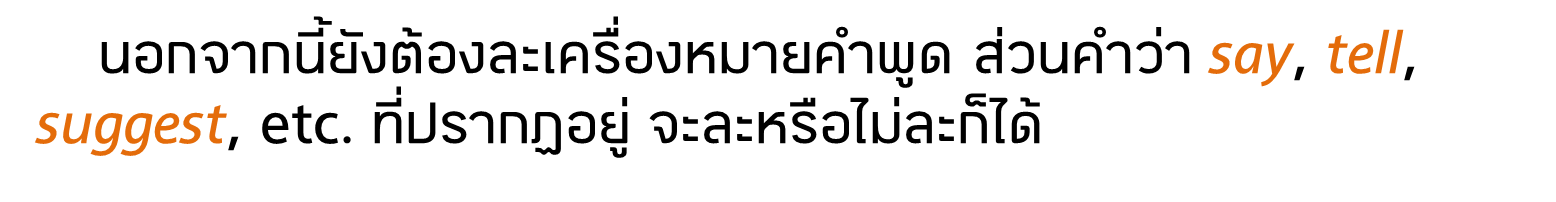 นอกจากนี้ยังต้องละเครื่องหมายคำพูด ส่วนคำว่า say, tell,
suggest, etc. ที่ปรากฏอยู่ จะละหรือไม่ละก็ได้